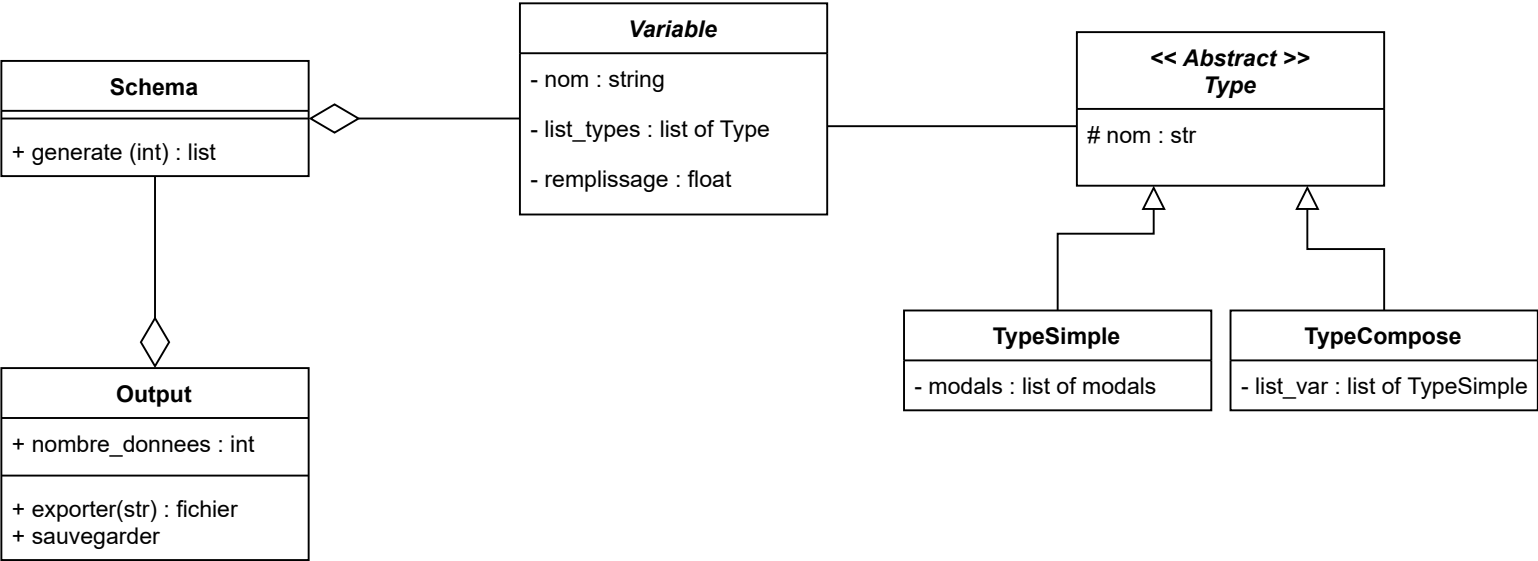 Schema
+ generate (int) : list
Variable
- nom : string
- list_types : list of Type
- remplissage : float
<< Abstract >>
Type
# nom : str
TypeSimple
- modals : list of modals
TypeCompose
- list_var : list of TypeSimple
Output
+ nombre_donnees : int
+ exporter(str) : fichier
+ sauvegarder